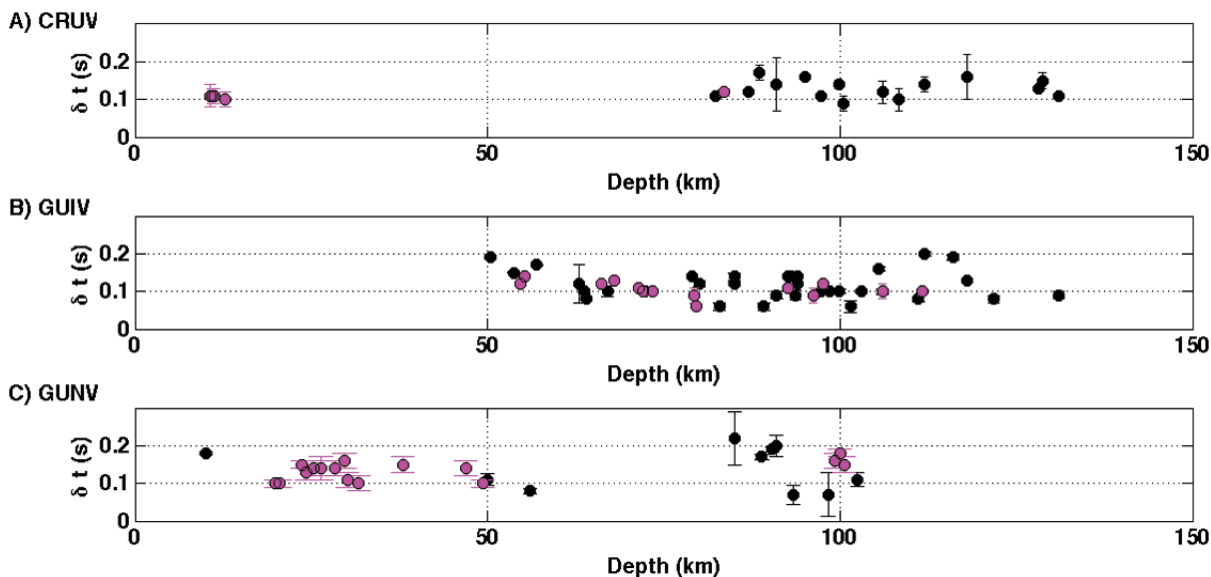 A) CRUV
δ t (s)
0.2
0.1
0
0 50 100 150
Depth (km)
B) GUIV
δ t (s)
0.2
0.1
0
0 50 100 150
Depth (km)
C) GUNV
δ t (s)
0.2
0.1
0
0 50 100 150
Depth (km)